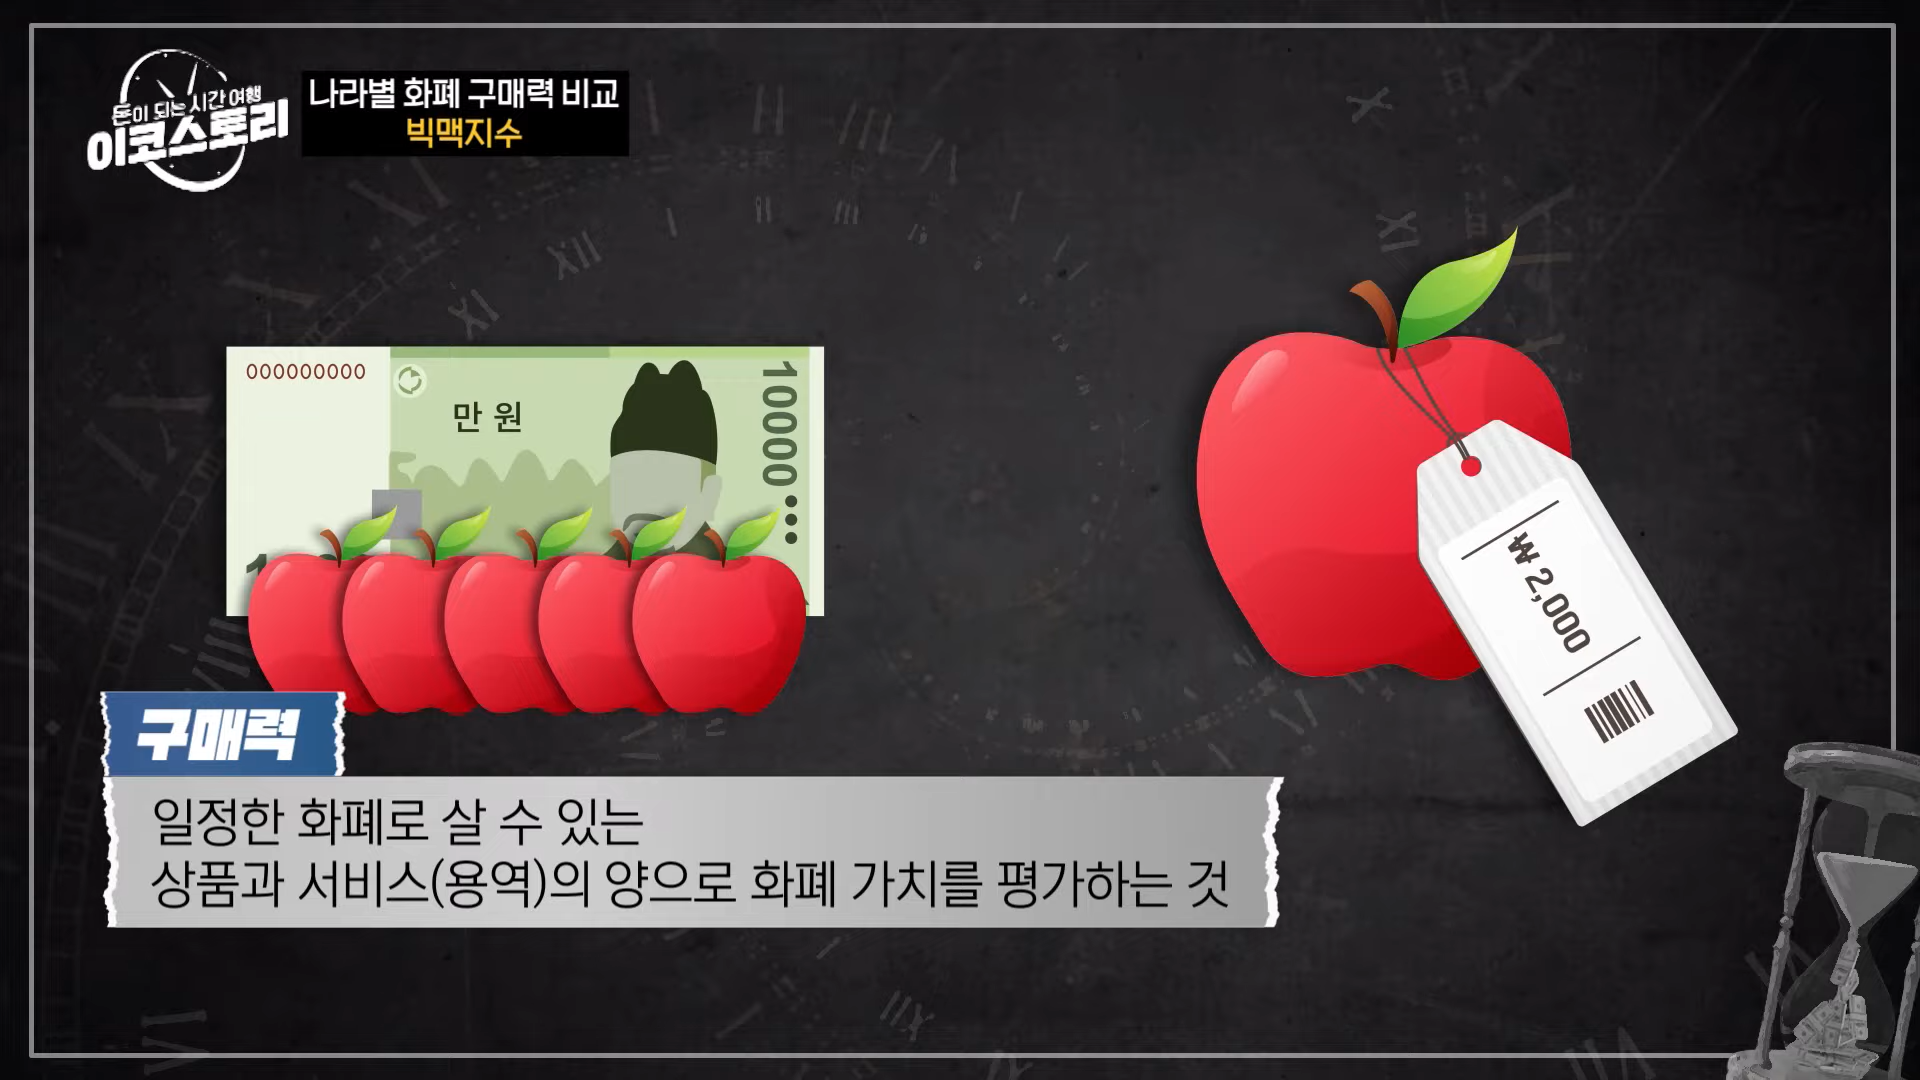 돈이 되는 시간 여행
이코스토리
나라별 화폐 구매력 비교
빅맥지수
000000000
만 원
10000
₩ 2,000
구매력
일정한 화폐로 살 수 있는
상품과 서비스(용역)의 양으로 화폐 가치를 평가하는 것